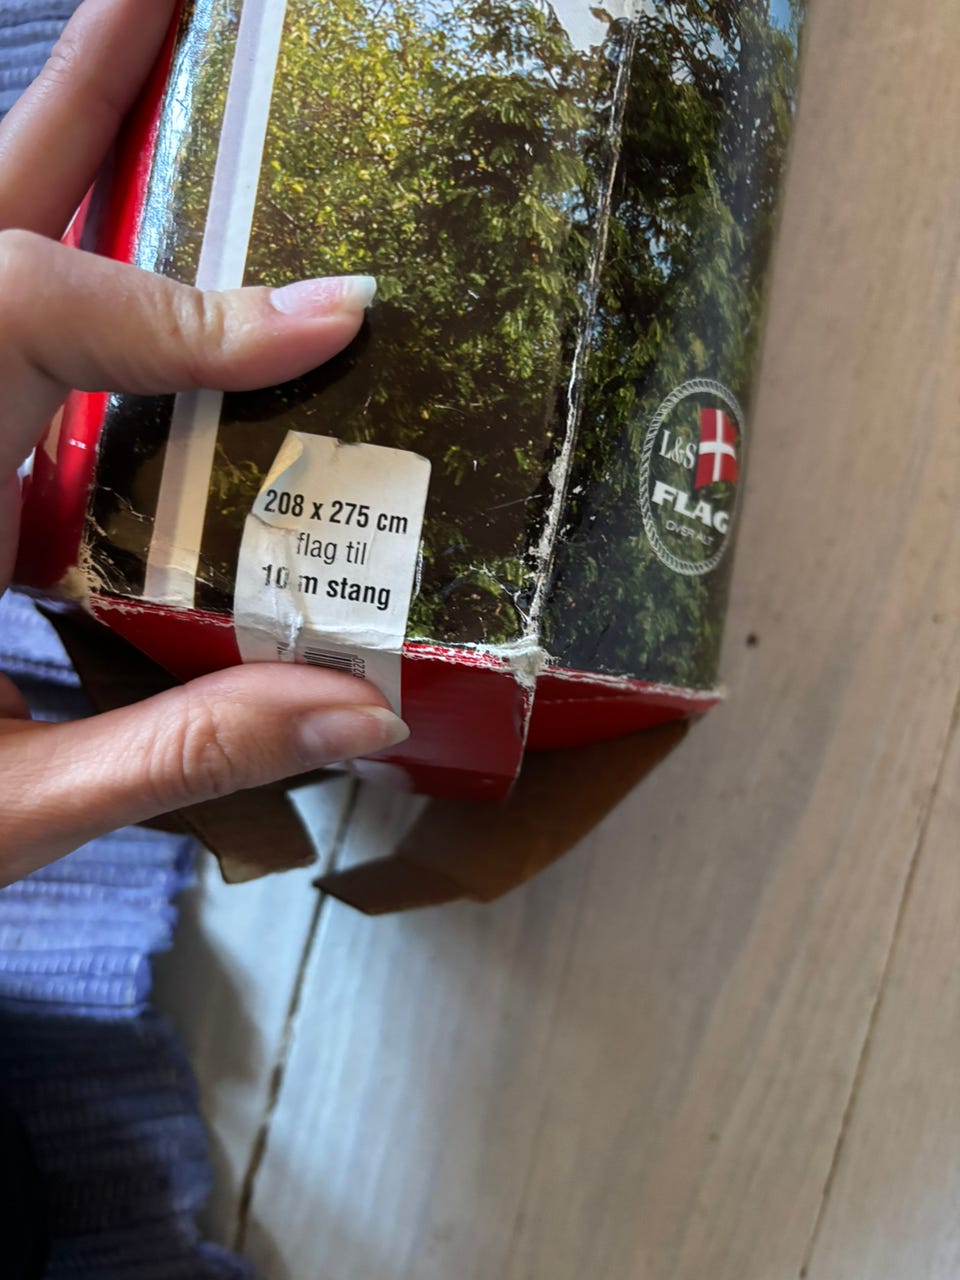 208 x 275 cm
flag til
10 m stang
L&S
FLAG
OVER ALT